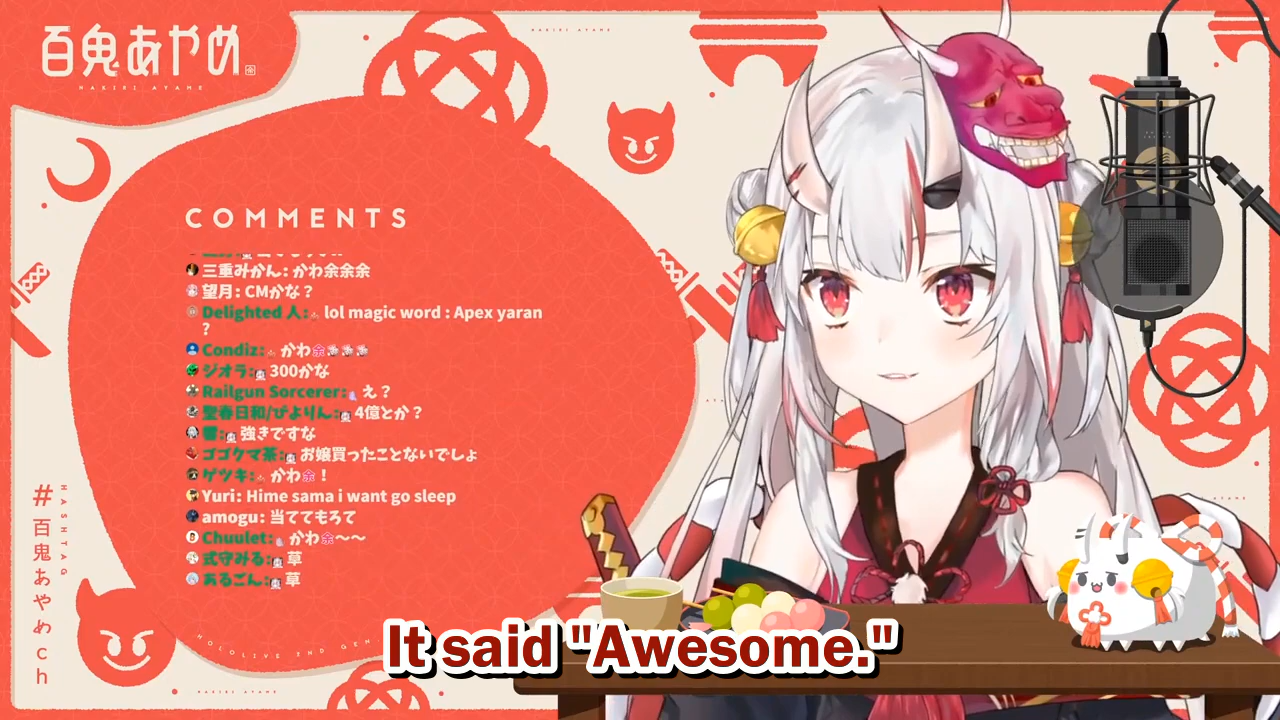 百鬼あやめ
NAKIRI AYAME
NAKIRI AYAME
COMMENTS
三重みかん: かわ余余余
望月: CMかな？
Delighted 人: lol magic word : Apex yaran
?
Condiz: かわ余
ジオラ: 300かな
Railgun Sorcerer: え？
聖春日和/ぴよりん: 4億とか？
響: 強きですな
ゴゴクマ茶: お嬢買ったことないでしょ
ゲツキ: かわ余！
Yuri: Hime sama i want go sleep
amogu: 当ててもろて
Chuulet: かわ余〜〜
式守みる: 草
あるごん: 草
#百鬼あやめch
HASHTAG
HOLOLIVE 2ND GEN
NAKIRI AYAME
It said "Awesome."